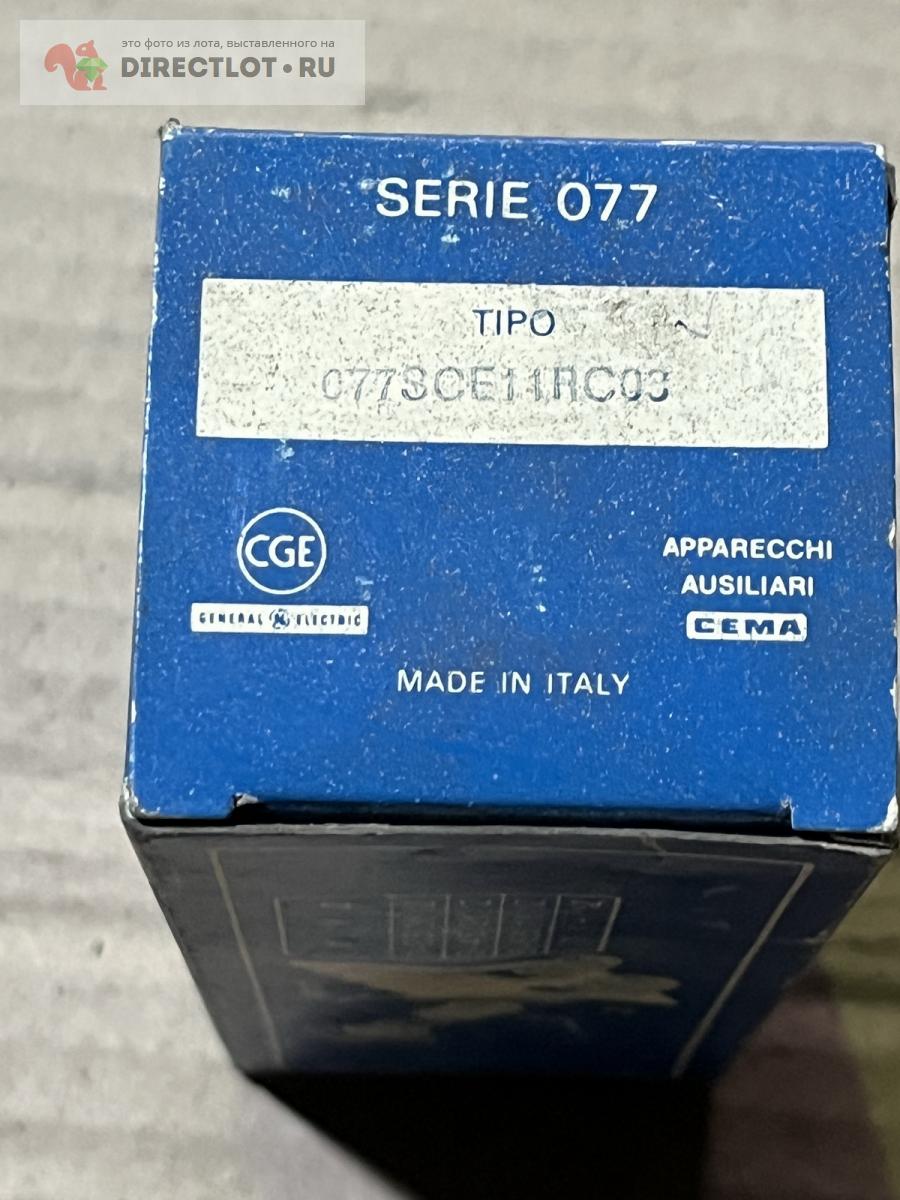 это фото из лота, выставленного на
DIRECTLOT•RU
SERIE 077
TIPO
077SCE11RC03
CGE
GENERAL GE ELECTRIC
APPARECCHI
AUSILIARI
CEMA
MADE IN ITALY